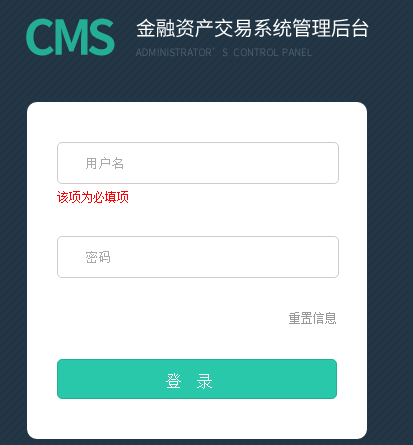 CMS
金融资产交易系统管理后台
ADMINISTRATOR'S CONTROL PANEL
用户名
该项为必填项
密码
重置信息
登 录